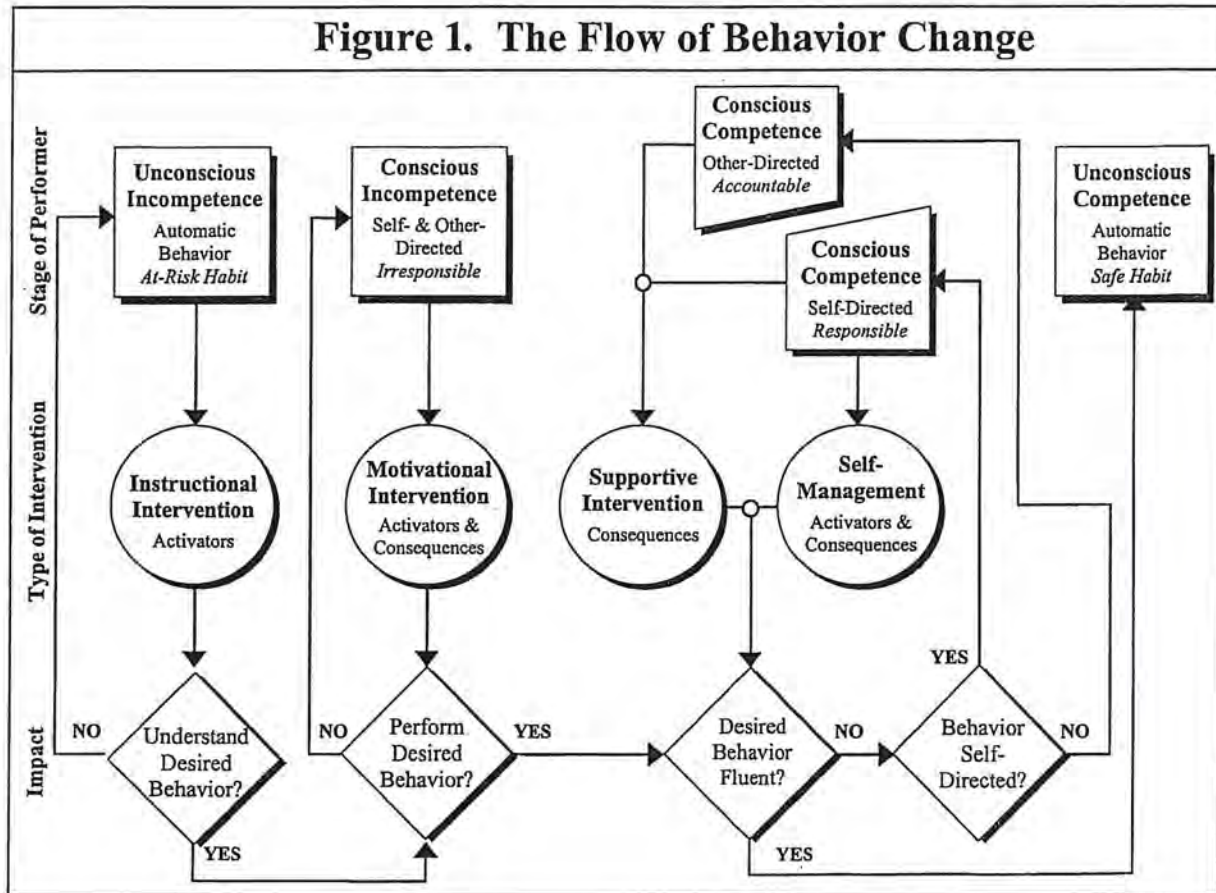 Figure 1. The Flow of Behavior Change
Stage of Performer
Unconscious
Incompetence
Automatic
Behavior
At-Risk Habit
Conscious
Incompetence
Self- & Other-
Directed
Irresponsible
Conscious
Competence
Other-Directed
Accountable
Conscious
Competence
Self-Directed
Responsible
Unconscious
Competence
Automatic
Behavior
Safe Habit
Type of Intervention
Instructional
Intervention
Activators
Motivational
Intervention
Activators &
Consequences
Supportive
Intervention
Consequences
Self-
Management
Activators &
Consequences
Impact
NO
Understand
Desired
Behavior?
YES
NO
Perform
Desired
Behavior?
YES
Desired
Behavior
Fluent?
NO
YES
YES
Behavior
Self-
Directed?
NO